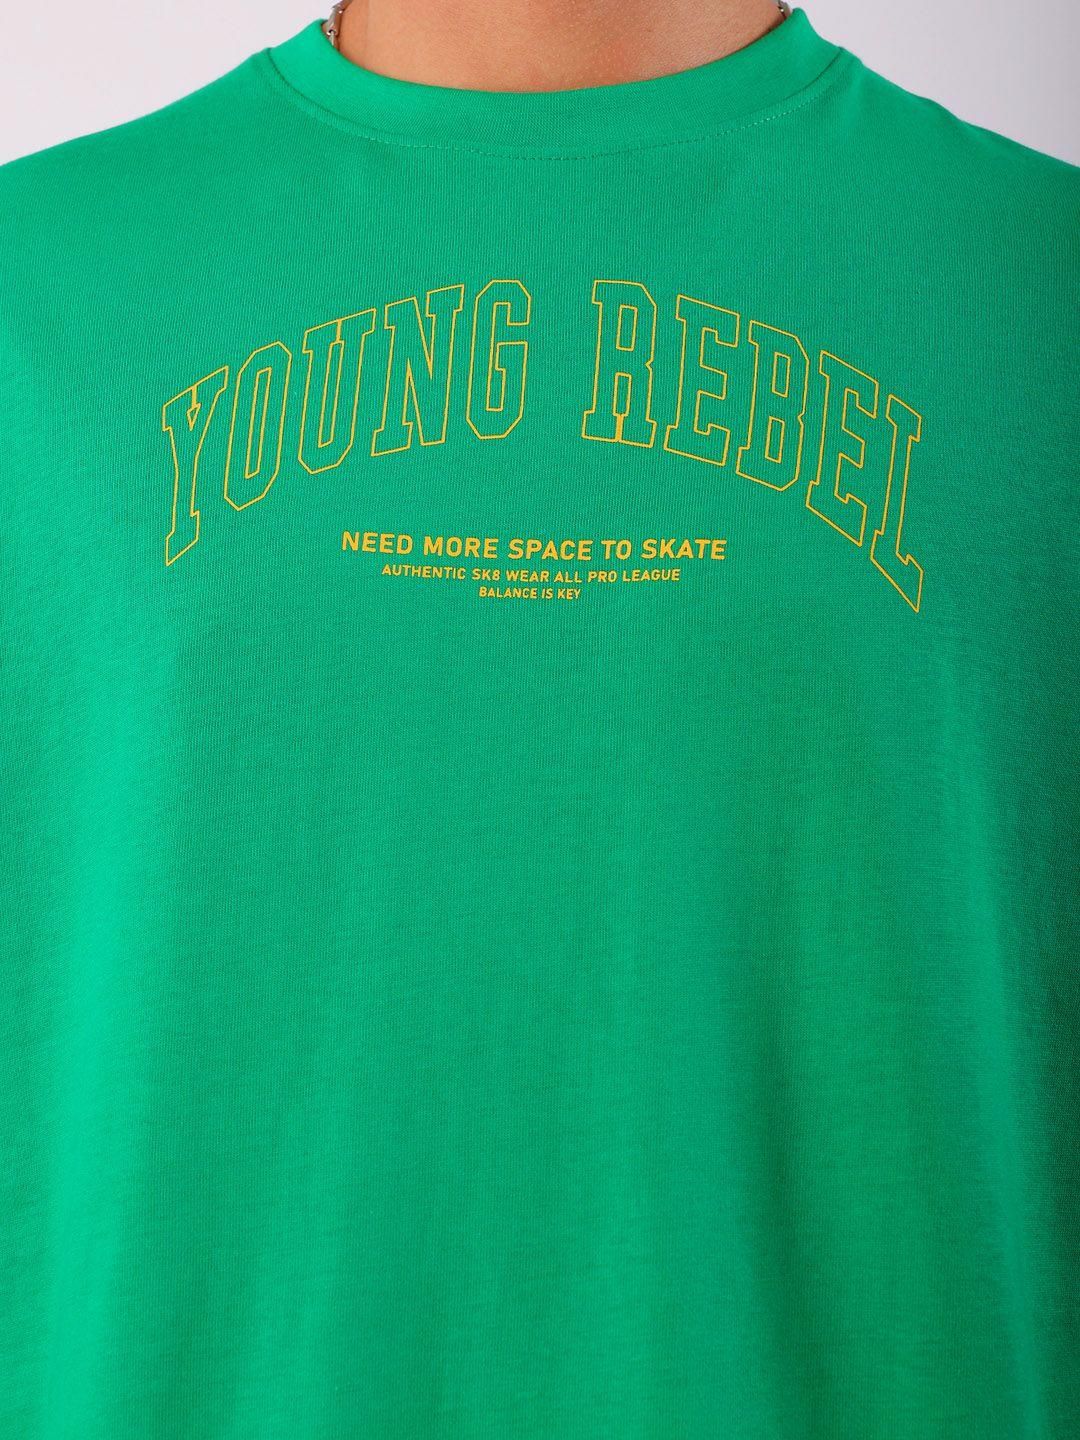 YOUNG REBEL
NEED MORE SPACE TO SKATE
AUTHENTIC SK8 WEAR ALL PRO LEAGUE
BALANCE IS KEY